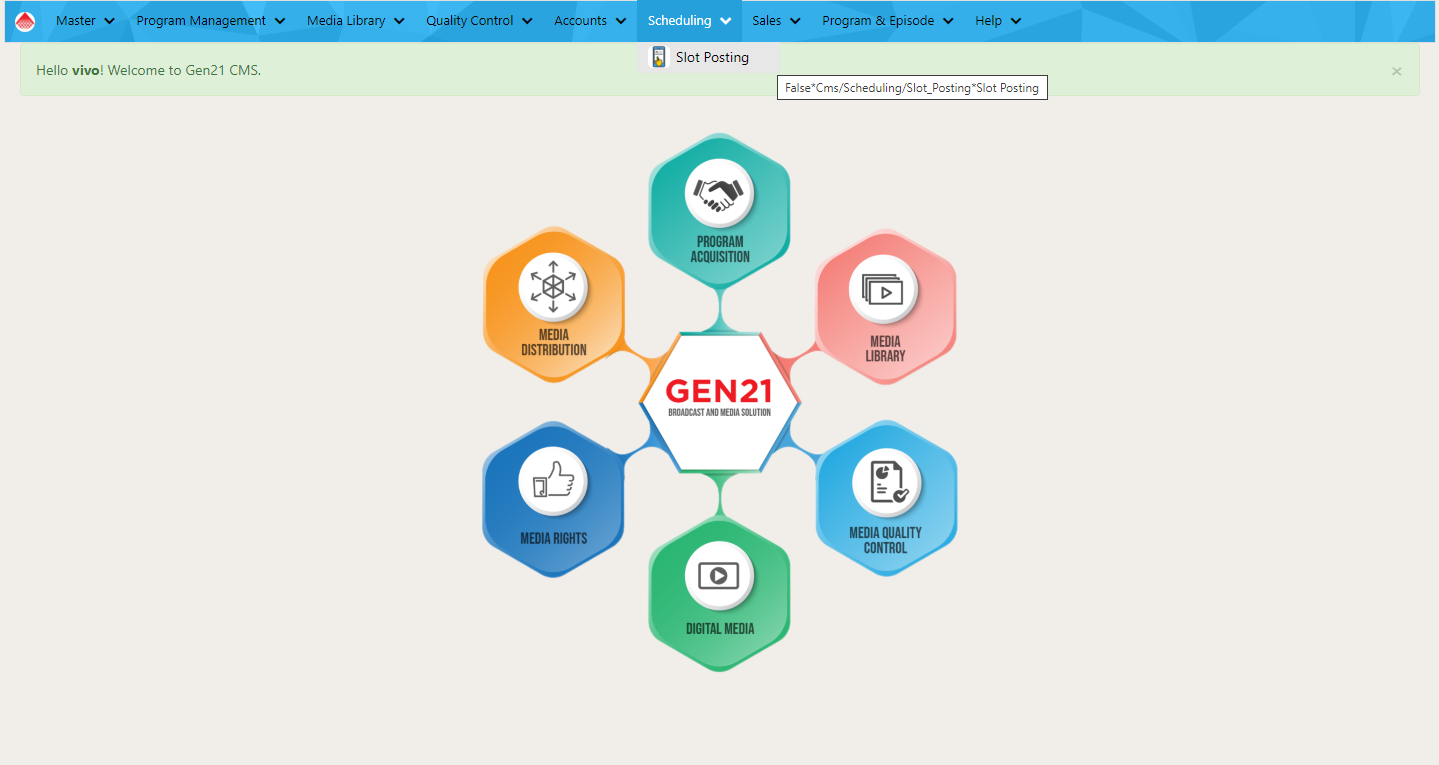 Master Program Management Media Library Quality Control Accounts Scheduling Sales Program & Episode Help
Slot Posting
Hello vivo! Welcome to Gen21 CMS. ×
False*Cms/Scheduling/Slot_Posting*Slot Posting
PROGRAM
ACQUISITION
MEDIA
DISTRIBUTION
MEDIA
LIBRARY
GEN21
BROADCAST AND MEDIA SOLUTION
MEDIA RIGHTS
MEDIA QUALITY
CONTROL
DIGITAL MEDIA